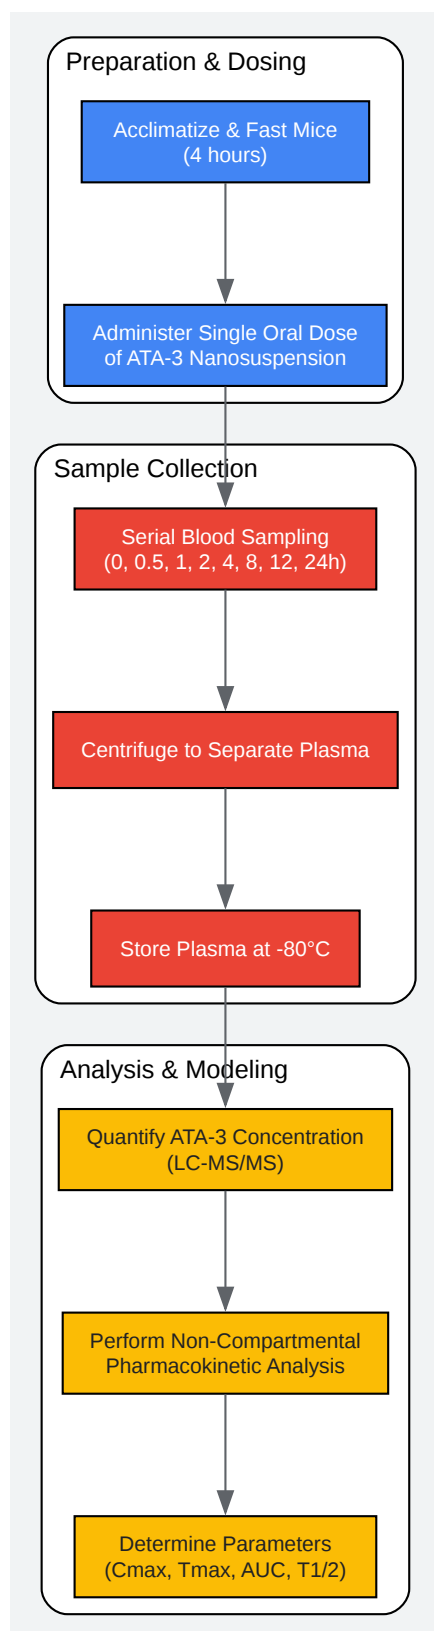 Preparation & Dosing
Acclimatize & Fast Mice
(4 hours)
Administer Single Oral Dose
of ATA-3 Nanosuspension
Sample Collection
Serial Blood Sampling
(0, 0.5, 1, 2, 4, 8, 12, 24h)
Centrifuge to Separate Plasma
Store Plasma at -80°C
Analysis & Modeling
Quantify ATA-3 Concentration
(LC-MS/MS)
Perform Non-Compartmental
Pharmacokinetic Analysis
Determine Parameters
(Cmax, Tmax, AUC, T1/2)